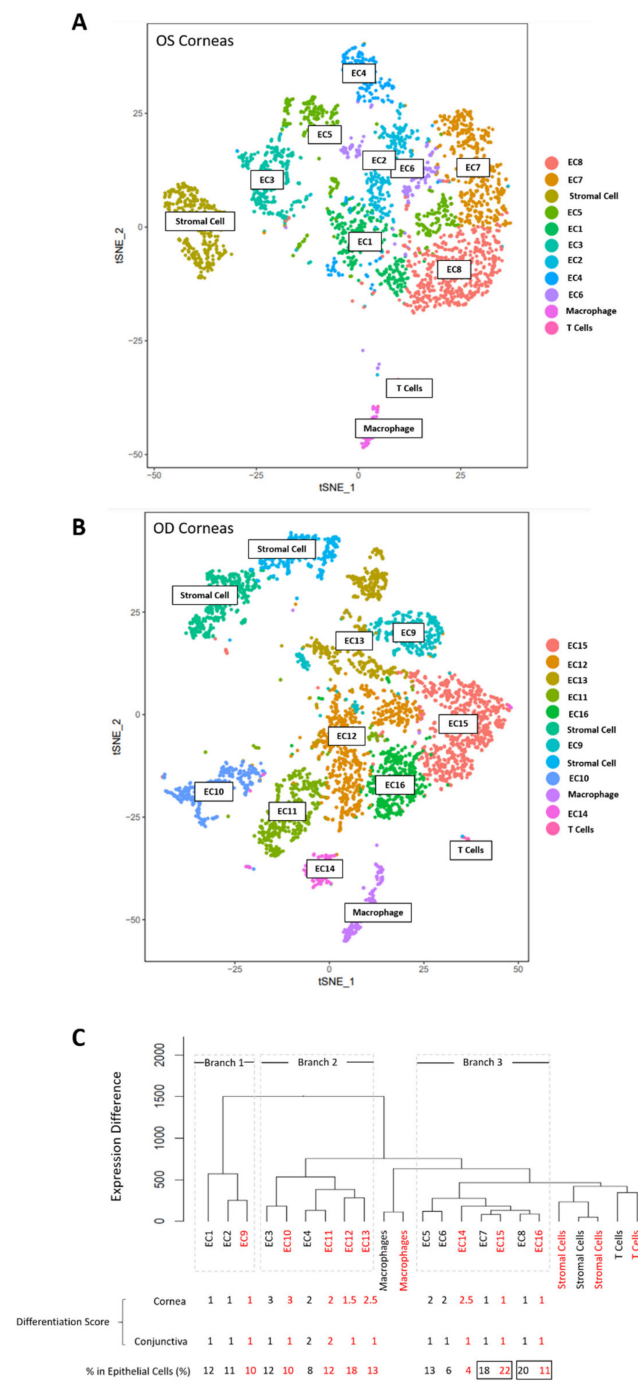 A
OS Corneas
EC4
EC5
EC2
EC6
EC7
EC3
Stromal Cell
EC1
EC8
T Cells
Macrophage
25
0
-25
-50
tSNE_2
-50
-25
0
25
tSNE_1
EC8
EC7
Stromal Cell
EC5
EC1
EC3
EC2
EC4
EC6
Macrophage
T Cells
B
OD Corneas
Stromal Cell
Stromal Cell
EC13
EC9
EC15
EC12
EC10
EC16
EC11
T Cells
EC14
Macrophage
25
0
-25
-50
tSNE_2
-25
0
25
50
tSNE_1
EC15
EC12
EC13
EC11
EC16
Stromal Cell
EC9
Stromal Cell
EC10
Macrophage
EC14
T Cells
C
Branch 1
Branch 2
Branch 3
Expression Difference
2000
1500
1000
500
0
EC1
EC2
EC9
EC3
EC10
EC4
EC11
EC12
EC13
Macrophages
Macrophages
EC5
EC6
EC14
EC7
EC15
EC8
EC16
Stromal Cells
Stromal Cells
Stromal Cells
T Cells
T Cells
Differentiation Score
Cornea 1 1 1 3 3 2 2 1.5 2.5 2 2 2.5 1 1 1 1
Conjunctiva 1 1 1 1 1 2 2 1 1 1 1 1 1 1 1 1
% in Epithelial Cells (%) 12 11 10 12 10 8 12 18 13 13 6 4 18 22 20 11